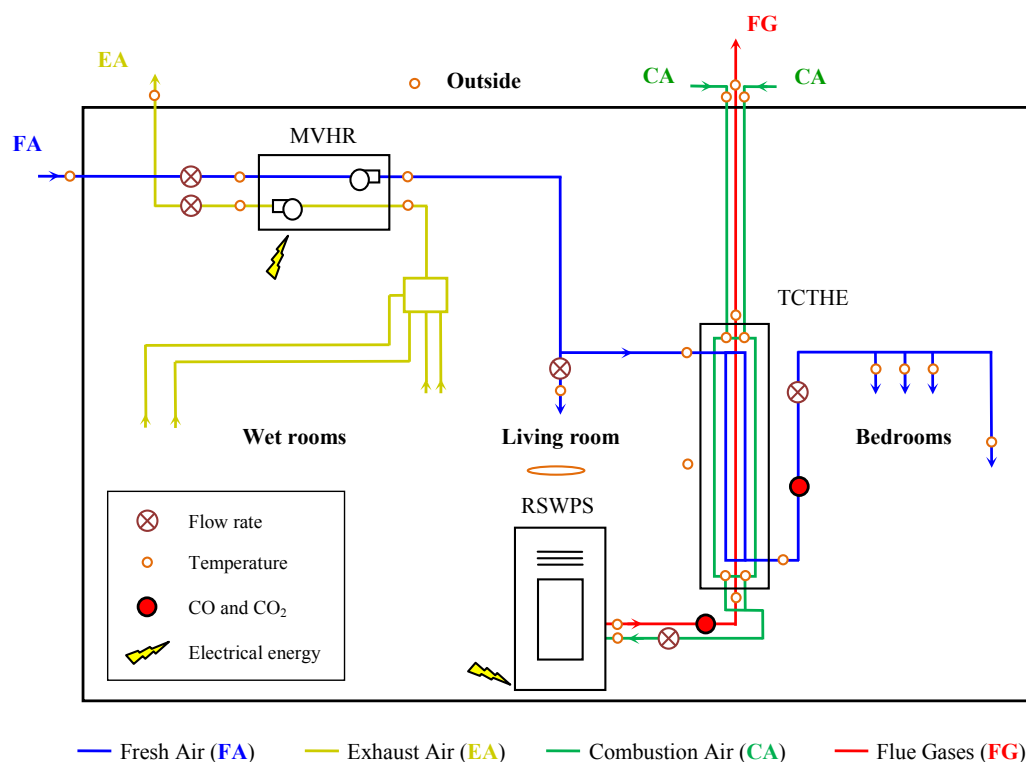 FG
EA
Outside
CA
CA
MVHR
FA
TCTHE
Wet rooms
Living room
Bedrooms
RSWPS
Flow rate
Temperature
CO and CO₂
Electrical energy
Fresh Air (FA)
Exhaust Air (EA)
Combustion Air (CA)
Flue Gases (FG)